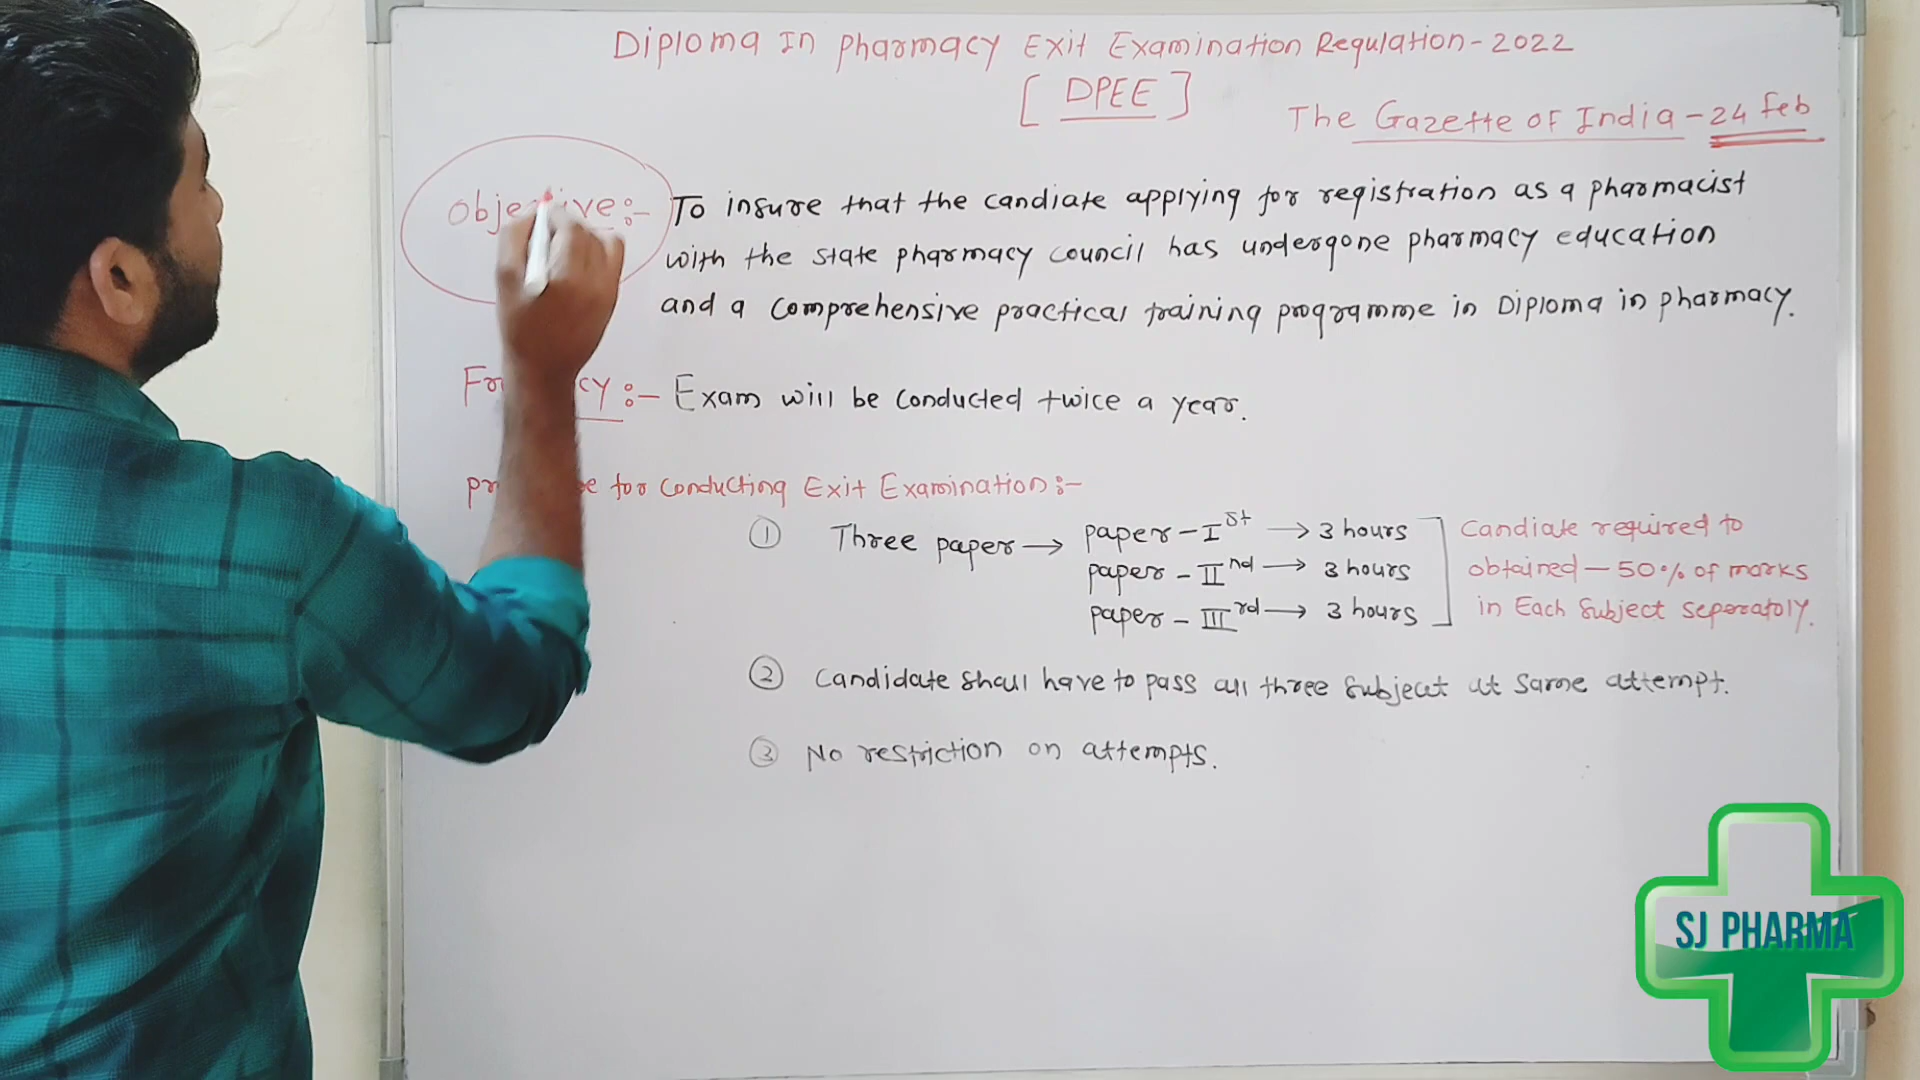 Diploma In pharmacy Exit Examination Regulation-2022
[ DPEE ]
The Gazette of India - 24 feb
objective:- To insure that the candiate applying for registration as a pharmacist
with the state pharmacy council has undergone pharmacy education
and a comprehensive practical training programme in Diploma in pharmacy.
:- Exam will be conducted twice a year.
for conducting Exit Examination:-
① Three paper → paper - I st → 3 hours
paper - II nd → 3 hours
paper - III rd → 3 hours
Candiate required to
obtained - 50% of marks
in Each Subject seperatoly.
② Candidate shall have to pass all three subject at same attempt.
③ No restriction on attempts.
SJ PHARMA